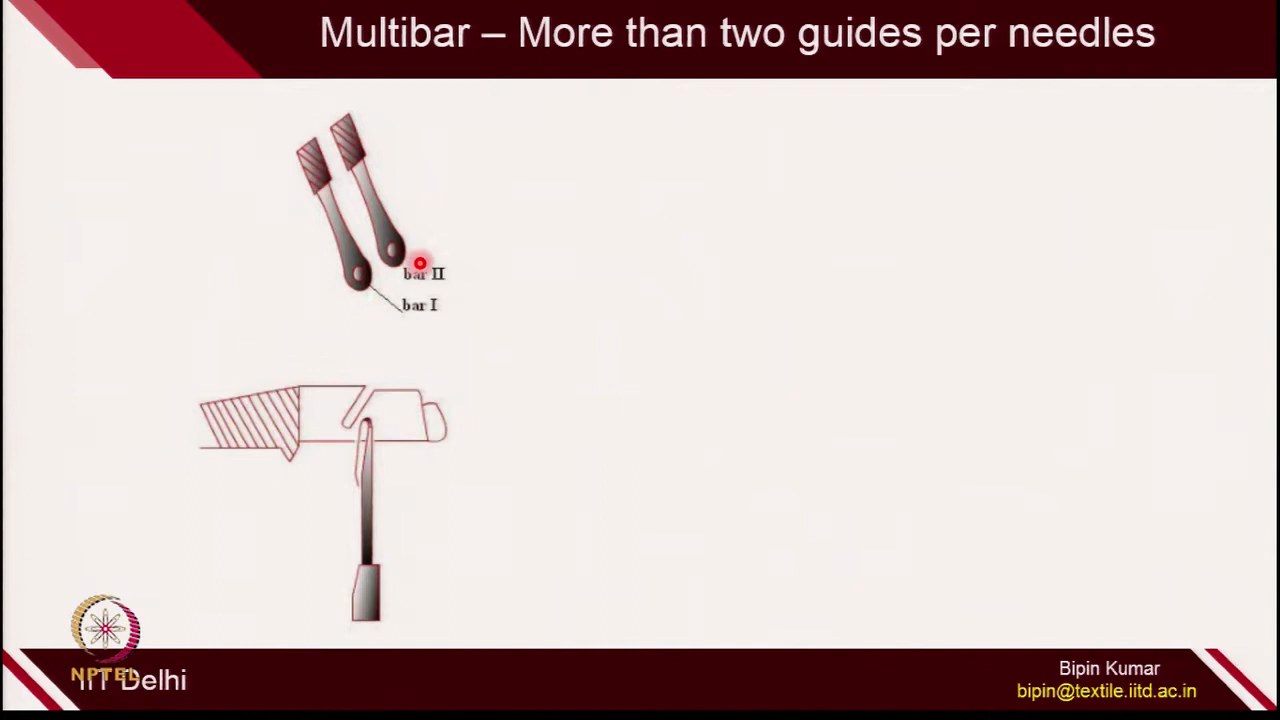 Multibar – More than two guides per needles
bar II
bar I
NPTEL
IIT Delhi
Bipin Kumar
bipin@textile.iitd.ac.in